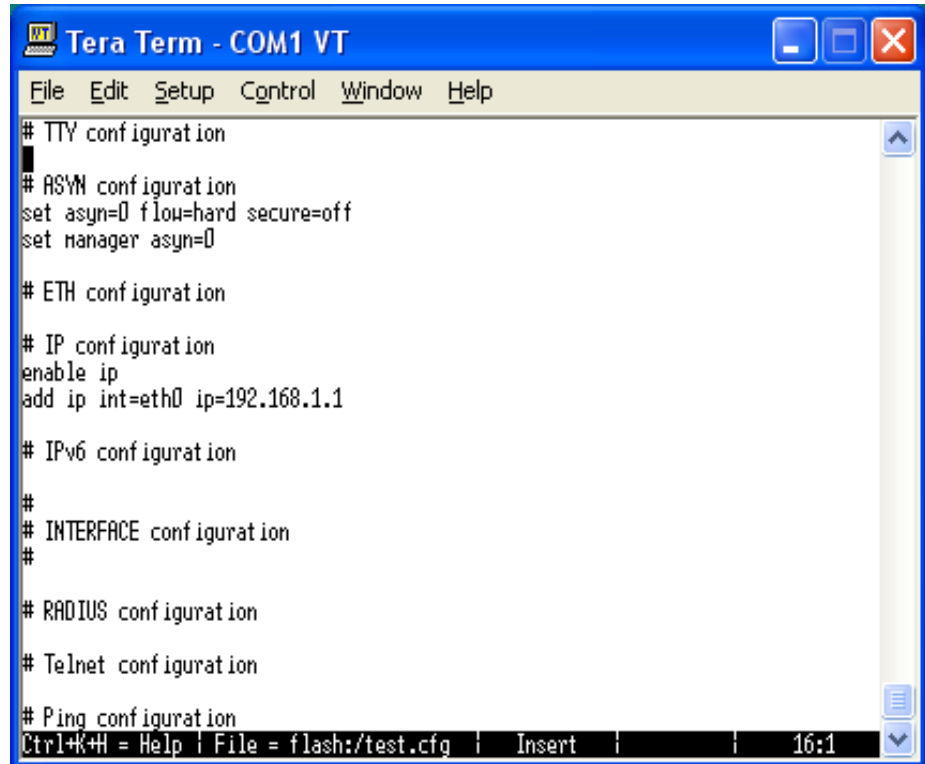 Tera Term - COM1 VT
File Edit Setup Control Window Help
# TTY configuration
# ASYN configuration
set asyn=0 flow=hard secure=off
set manager asyn=0
# ETH configuration
# IP configuration
enable ip
add ip int=eth0 ip=192.168.1.1
# IPv6 configuration
#
# INTERFACE configuration
#
# RADIUS configuration
# Telnet configuration
# Ping configuration
Ctrl+K+H = Help | File = flash:/test.cfg | Insert | | 16:1